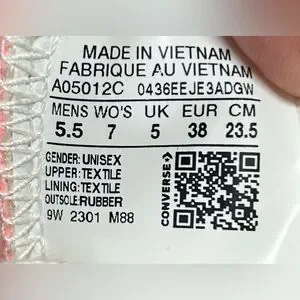 MADE IN VIETNAM
FABRIQUE AU VIETNAM
A05012C 0436EEJE3ADGW
MENS WO'S UK EUR CM
5.5 7 5 38 23.5
GENDER: UNISEX
UPPER: TEXTILE
LINING: TEXTILE
OUTSOLE:RUBBER
9W 2301 M88
CONVERSE